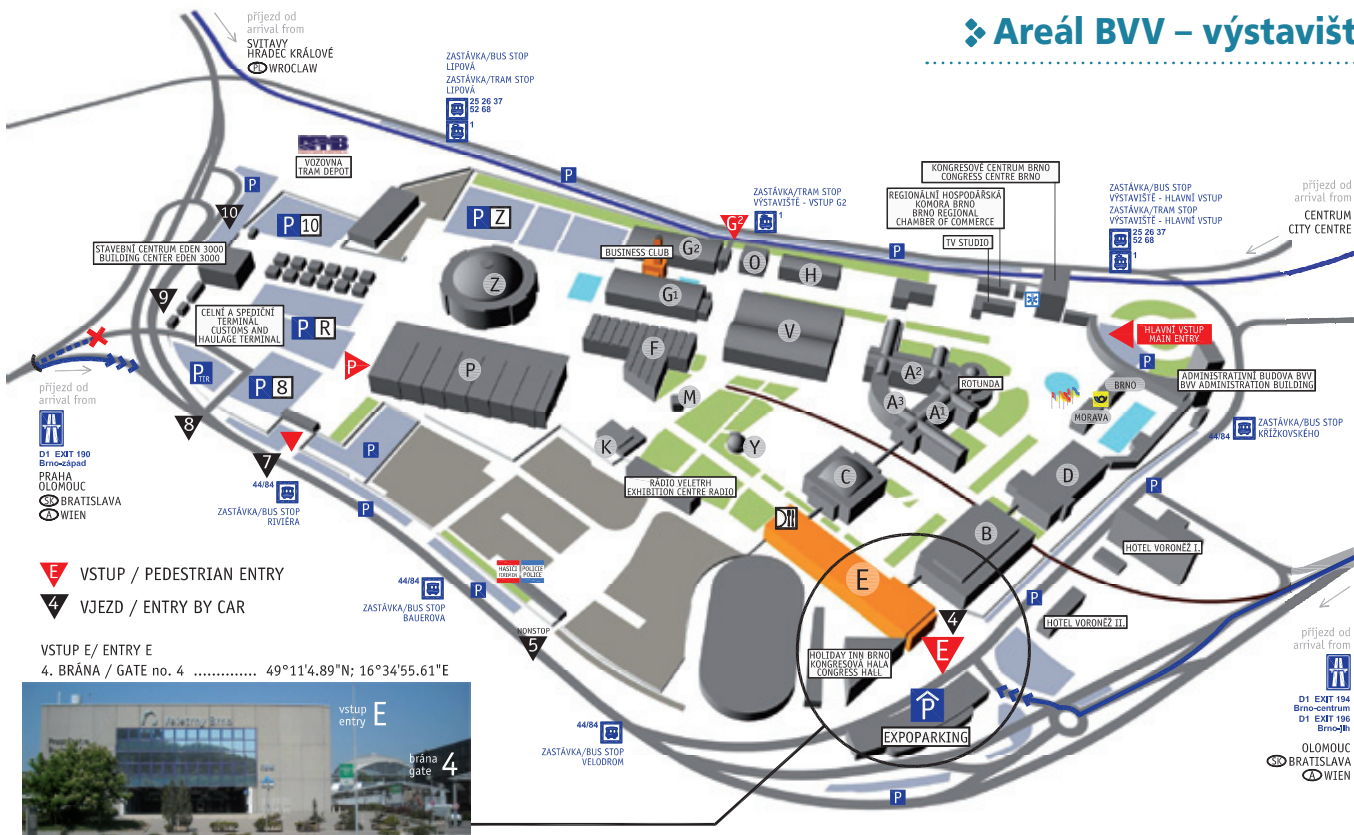 Areál BVV – výstavišt
příjezd od
arrival from
SVITAVY
HRADEC KRÁLOVÉ
PL WROCLAW
ZASTÁVKA/BUS STOP
LIPOVÁ
ZASTÁVKA/TRAM STOP
LIPOVÁ
25 26 37
52 68
1
VOZOVNA
TRAM DEPOT
P
P
P
10
P 10
P Z
STAVEBNÍ CENTRUM EDEN 3000
BUILDING CENTER EDEN 3000
BUSINESS CLUB
G2
ZASTÁVKA/TRAM STOP
VÝSTAVIŠTĚ - VSTUP G2
1
KONGRESOVÉ CENTRUM BRNO
CONGRESS CENTRE BRNO
REGIONÁLNÍ HOSPODÁŘSKÁ
KOMORA BRNO
BRNO REGIONAL
CHAMBER OF COMMERCE
TV STUDIO
ZASTÁVKA/BUS STOP
VÝSTAVIŠTĚ - HLAVNÍ VSTUP
ZASTÁVKA/TRAM STOP
VÝSTAVIŠTĚ - HLAVNÍ VSTUP
25 26 37
52 68
1
příjezd od
arrival from
CENTRUM
CITY CENTRE
G2
O
H
Z
G1
V
F
P
M
K
Y
A2
A3
A1
ROTUNDA
C
D
B
E
9
CELNÍ A SPEDIČNÍ
TERMINÁL
CUSTOMS AND
HAULAGE TERMINAL
P R
P
P TIR
P 8
8
7
P
P
P
HLAVNÍ VSTUP
MAIN ENTRY
P
ADMINISTRATIVNÍ BUDOVA BVV
BVV ADMINISTRATION BUILDING
BRNO
MORAVA
44/84
ZASTÁVKA/BUS STOP
KŘÍŽKOVSKÉHO
P
příjezd od
arrival from
D1 EXIT 190
Brno-západ
PRAHA
OLOMOUC
SK BRATISLAVA
A WIEN
44/84
ZASTÁVKA/BUS STOP
RIVIÉRA
RÁDIO VELETRH
EXHIBITION CENTRE RADIO
HASIČI
FIREMEN
POLICIE
POLICE
44/84
ZASTÁVKA/BUS STOP
BAUEROVA
NONSTOP
5
HOTEL VORONĚŽ I.
HOTEL VORONĚŽ II.
P
4
E
HOLIDAY INN BRNO
KONGRESOVÁ HALA
CONGRESS HALL
P
EXPOPARKING
44/84
ZASTÁVKA/BUS STOP
VELODROM
P
příjezd od
arrival from
D1 EXIT 194
Brno-centrum
D1 EXIT 196
Brno-jih
OLOMOUC
SK BRATISLAVA
A WIEN
E VSTUP / PEDESTRIAN ENTRY
4 VJEZD / ENTRY BY CAR
VSTUP E/ ENTRY E
4. BRÁNA / GATE no. 4 ............. 49°11'4.89"N; 16°34'55.61"E
Veletrhy Brno
vstup
entry E
brána
gate 4